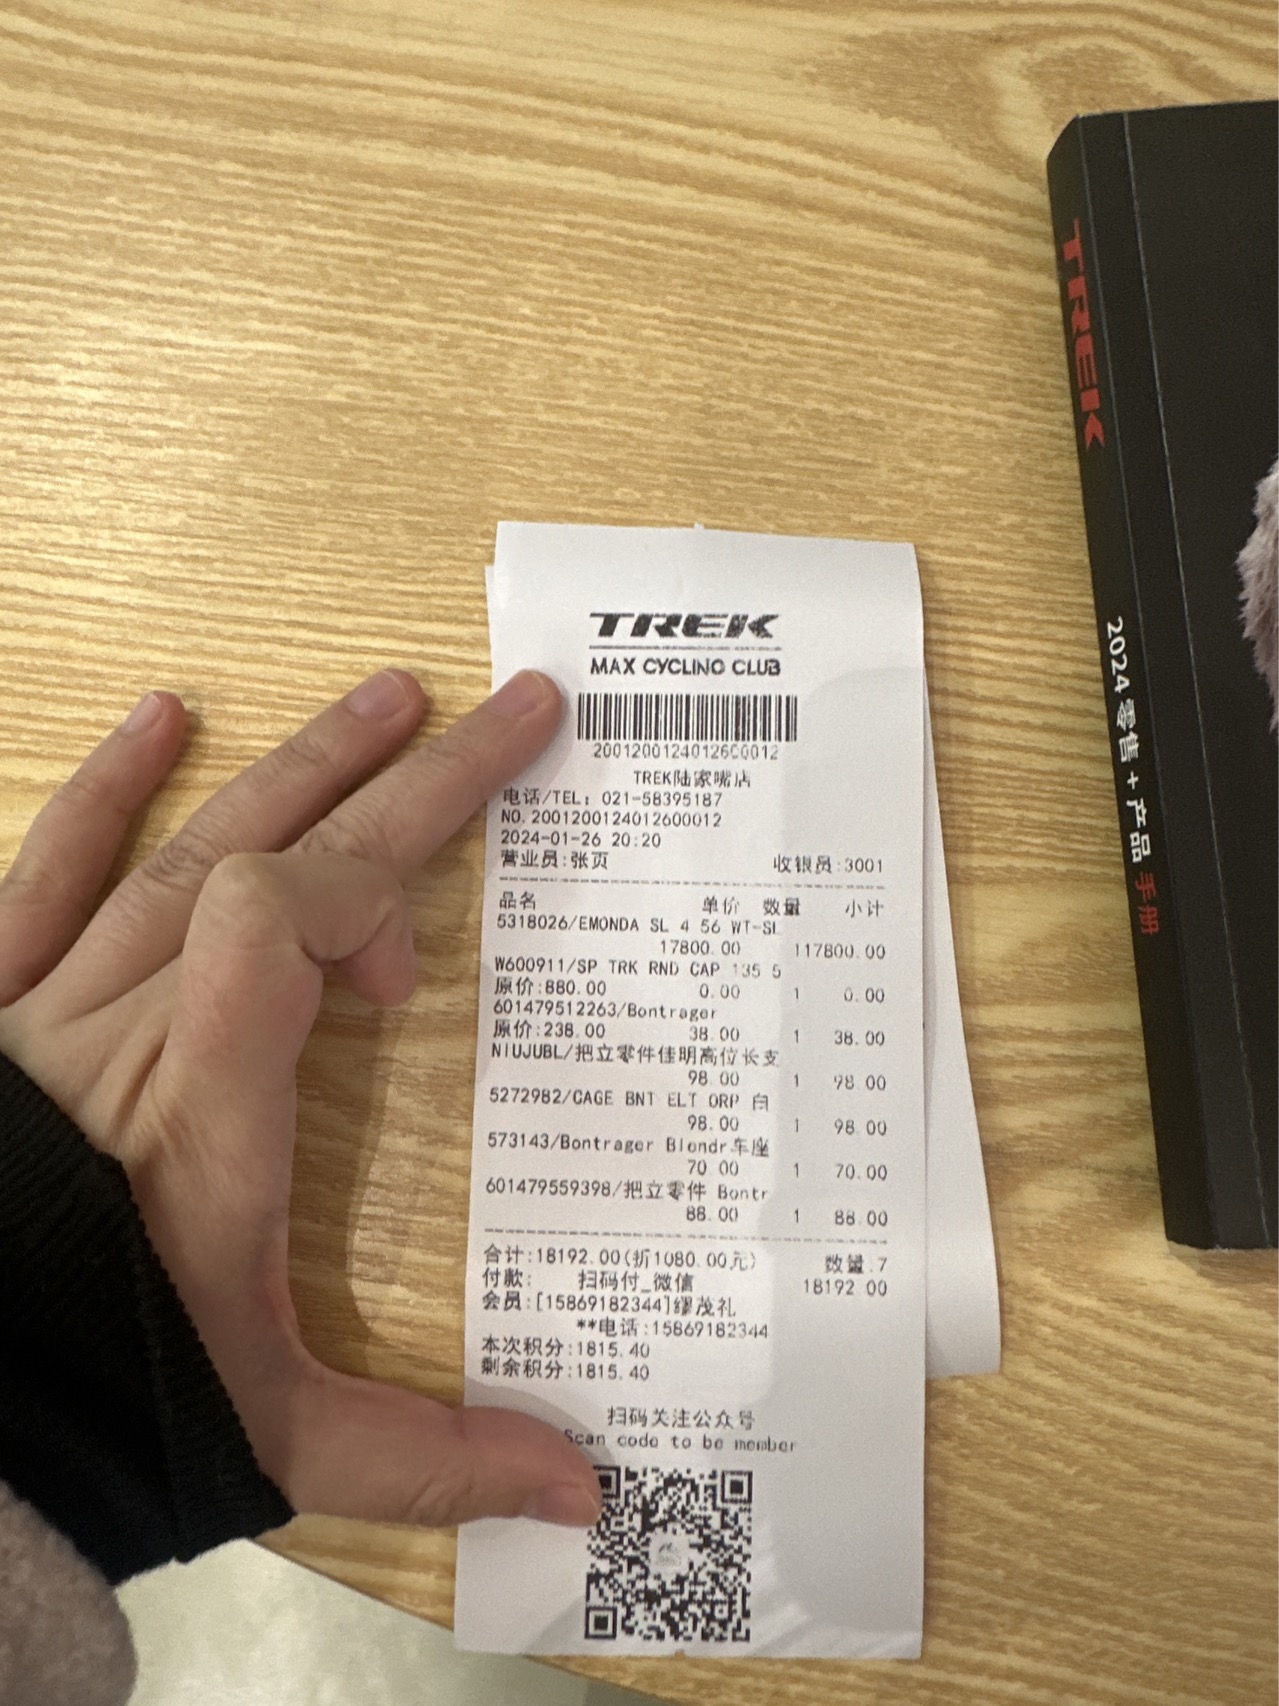 TREK
MAX CYCLING CLUB
2001200124012600012
TREK陆家嘴店
电话/TEL: 021-58395187
NO.2001200124012600012
2024-01-26 20:20
营业员:张页 收银员:3001
品名 单价 数量 小计
5318026/EMONDA SL 4 56 WT-SL
17800.00 117800.00
W600911/SP TRK RND CAP 135 5
原价:880.00 0.00 1 0.00
601479512263/Bontrager
原价:238.00 38.00 1 38.00
NIUJUBL/把立零件佳明高位长支
98.00 1 98.00
5272982/CAGE BNT ELT ORP 白
98.00 1 98.00
573143/Bontrager Blendr车座
70.00 1 70.00
601479559398/把立零件 Bontr
88.00 1 88.00
合计:18192.00(折1080.00元) 数量:7
付款: 扫码付_微信 18192.00
会员:[15869182344]缪茂礼
**电话:15869182344
本次积分:1815.40
剩余积分:1815.40
扫码关注公众号
Scan code to be member
TREK
2024 零售+产品 手册